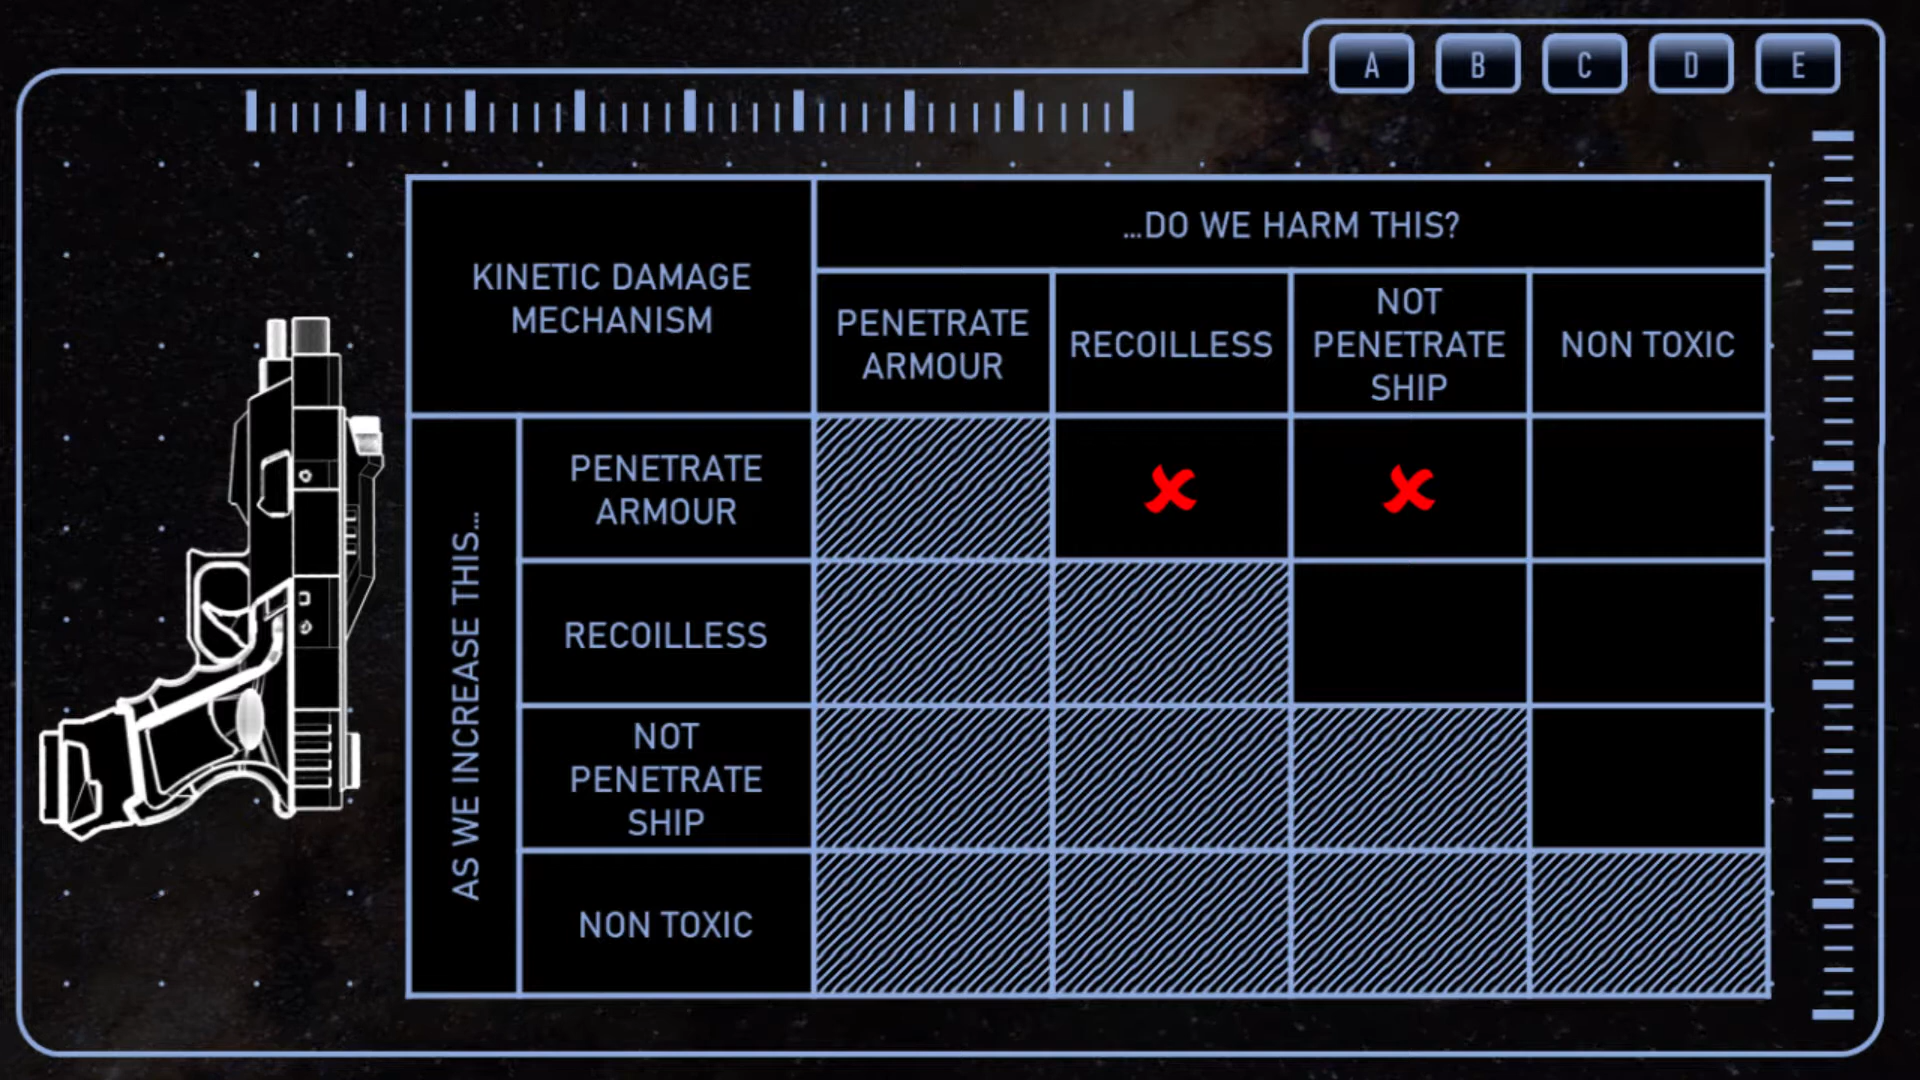 A B C D E
KINETIC DAMAGE
MECHANISM
...DO WE HARM THIS?
PENETRATE
ARMOUR
RECOILLESS
NOT
PENETRATE
SHIP
NON TOXIC
AS WE INCREASE THIS...
PENETRATE
ARMOUR
RECOILLESS
NOT
PENETRATE
SHIP
NON TOXIC